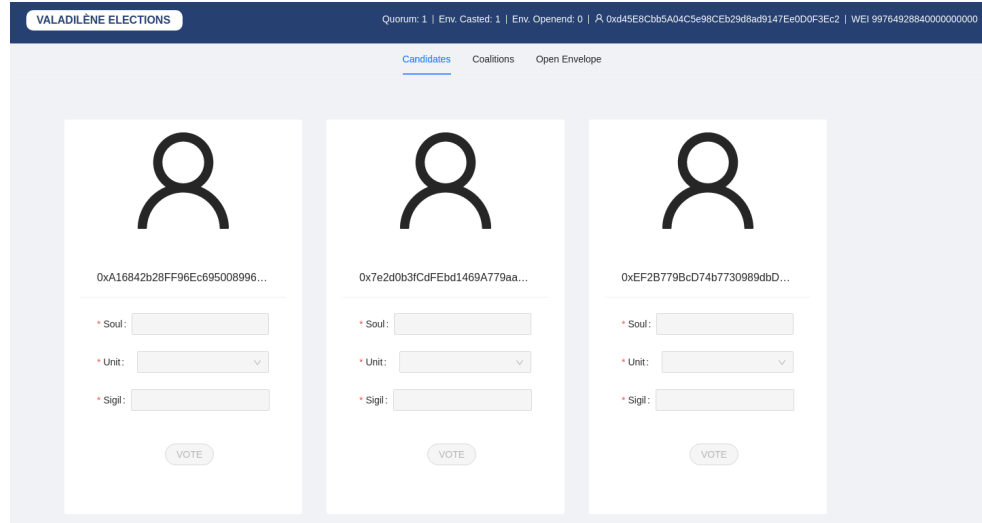 VALADILÈNE ELECTIONS
Quorum: 1 | Env. Casted: 1 | Env. Openend: 0 | 0xd45E8Cbb5A04C5e98CEb29d8ad9147Ee0D0F3Ec2 | WEI 99764928840000000000
Candidates Coalitions Open Envelope
0xA16842b28FF96Ec695008996... 0x7e2d0b3fCdFEbd1469A779aa... 0xEF2B779BcD74b7730989dbD...
* Soul: * Soul: * Soul:
* Unit: * Unit: * Unit:
* Sigil: * Sigil: * Sigil:
VOTE VOTE VOTE